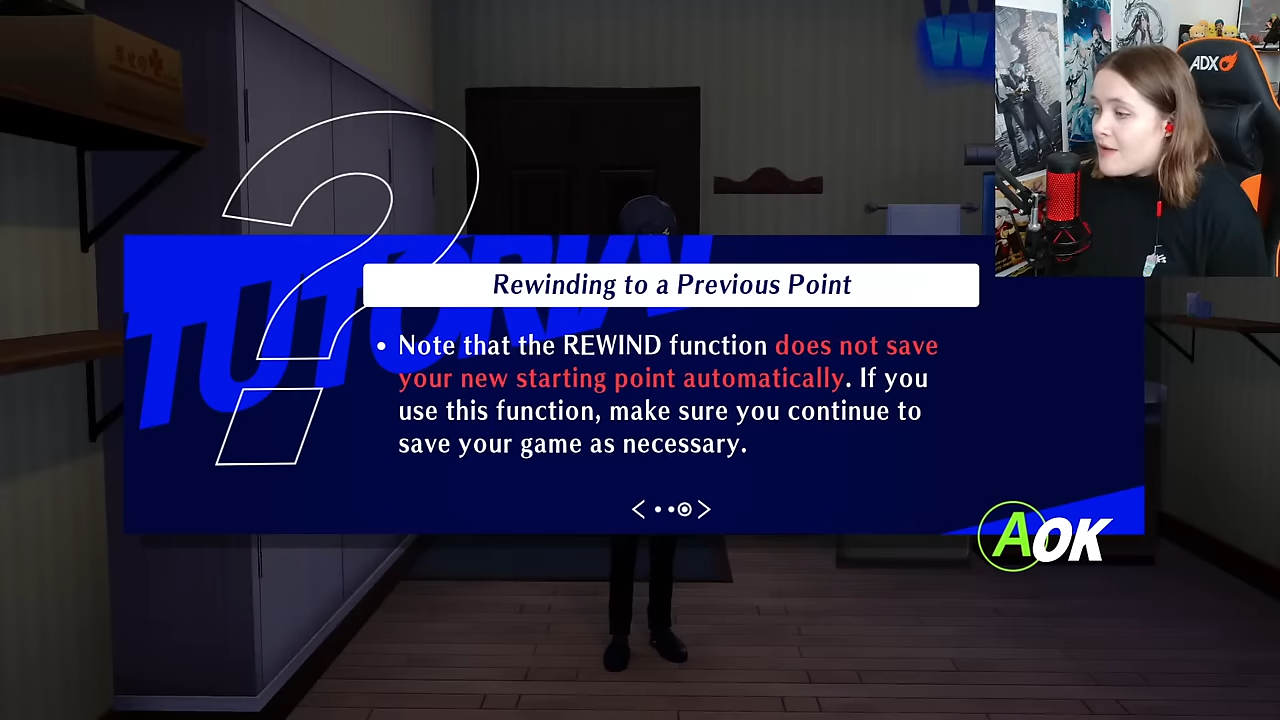 W
ADX
TUTORIAL
Rewinding to a Previous Point
• Note that the REWIND function does not save
your new starting point automatically. If you
use this function, make sure you continue to
save your game as necessary.
A OK